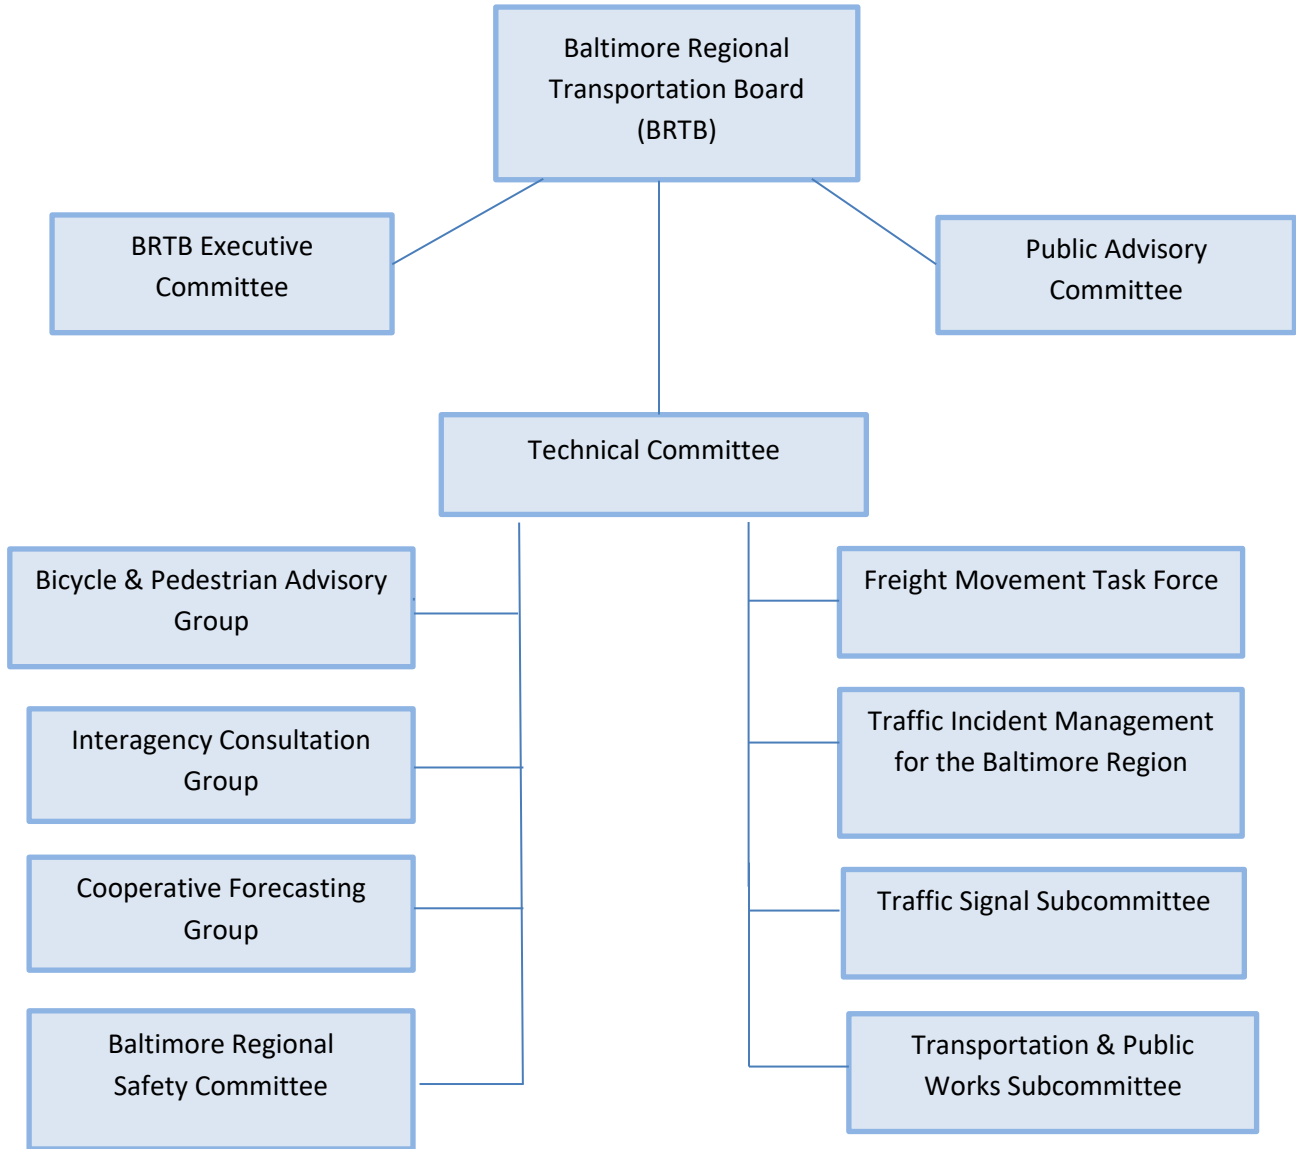 Baltimore Regional
Transportation Board
(BRTB)
BRTB Executive
Committee
Public Advisory
Committee
Technical Committee
Bicycle & Pedestrian Advisory
Group
Interagency Consultation
Group
Cooperative Forecasting
Group
Baltimore Regional
Safety Committee
Freight Movement Task Force
Traffic Incident Management
for the Baltimore Region
Traffic Signal Subcommittee
Transportation & Public
Works Subcommittee